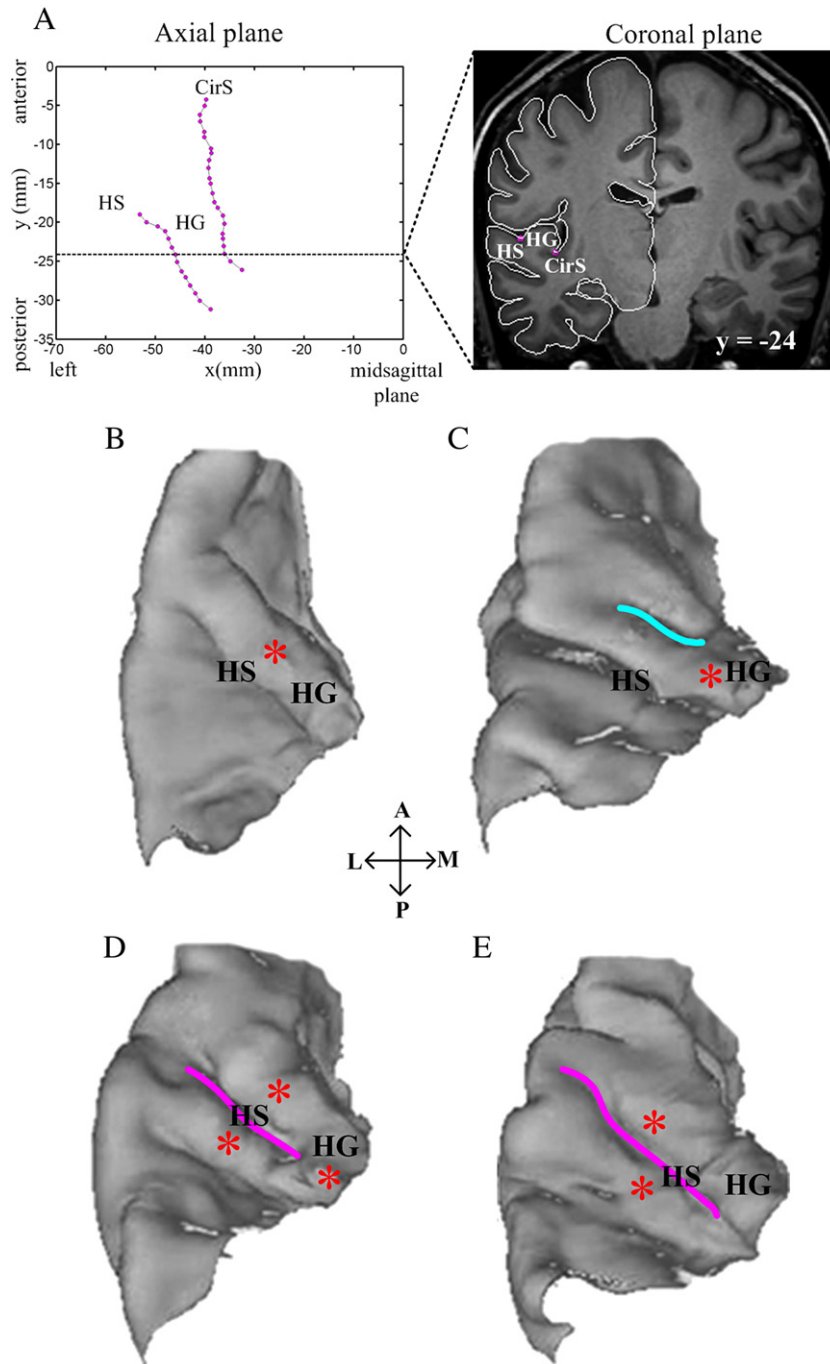 A
Axial plane
Coronal plane
anterior
y (mm)
posterior
0
-5
-10
-15
-20
-25
-30
-35
CirS
HS
HG
-70
-60
-50
-40
-30
-20
-10
0
left
x(mm)
midsagittal
plane
HS
HG
CirS
y = -24
B
C
HS
*
HG
HS
*
HG
A
L
M
P
D
E
*
HS
*
HG
*
*
HS
*
HG